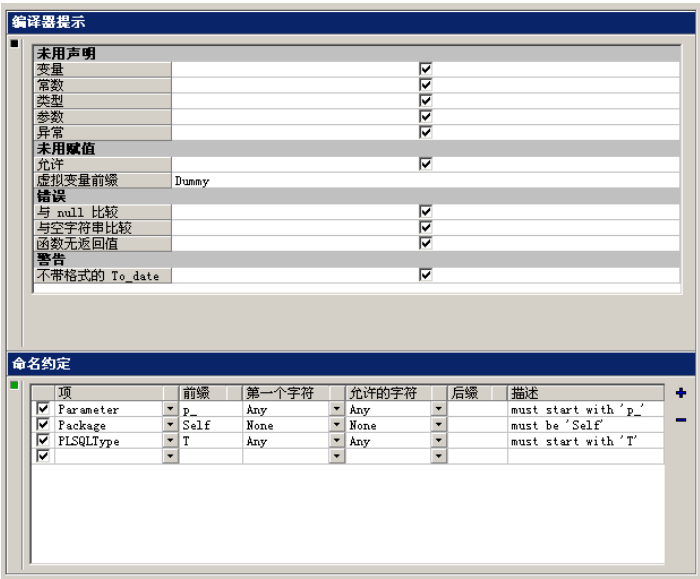 编译器提示
未用声明
变量
常数
类型
参数
异常
未用赋值
允许
虚拟变量前缀 Dummy
错误
与 null 比较
与空字符串比较
函数无返回值
警告
不带格式的 To_date
命名约定
项 前缀 第一个字符 允许的字符 后缀 描述
Parameter p_ Any Any must start with 'p_'
Package Self None None must be 'Self'
PLSQLType T Any Any must start with 'T'